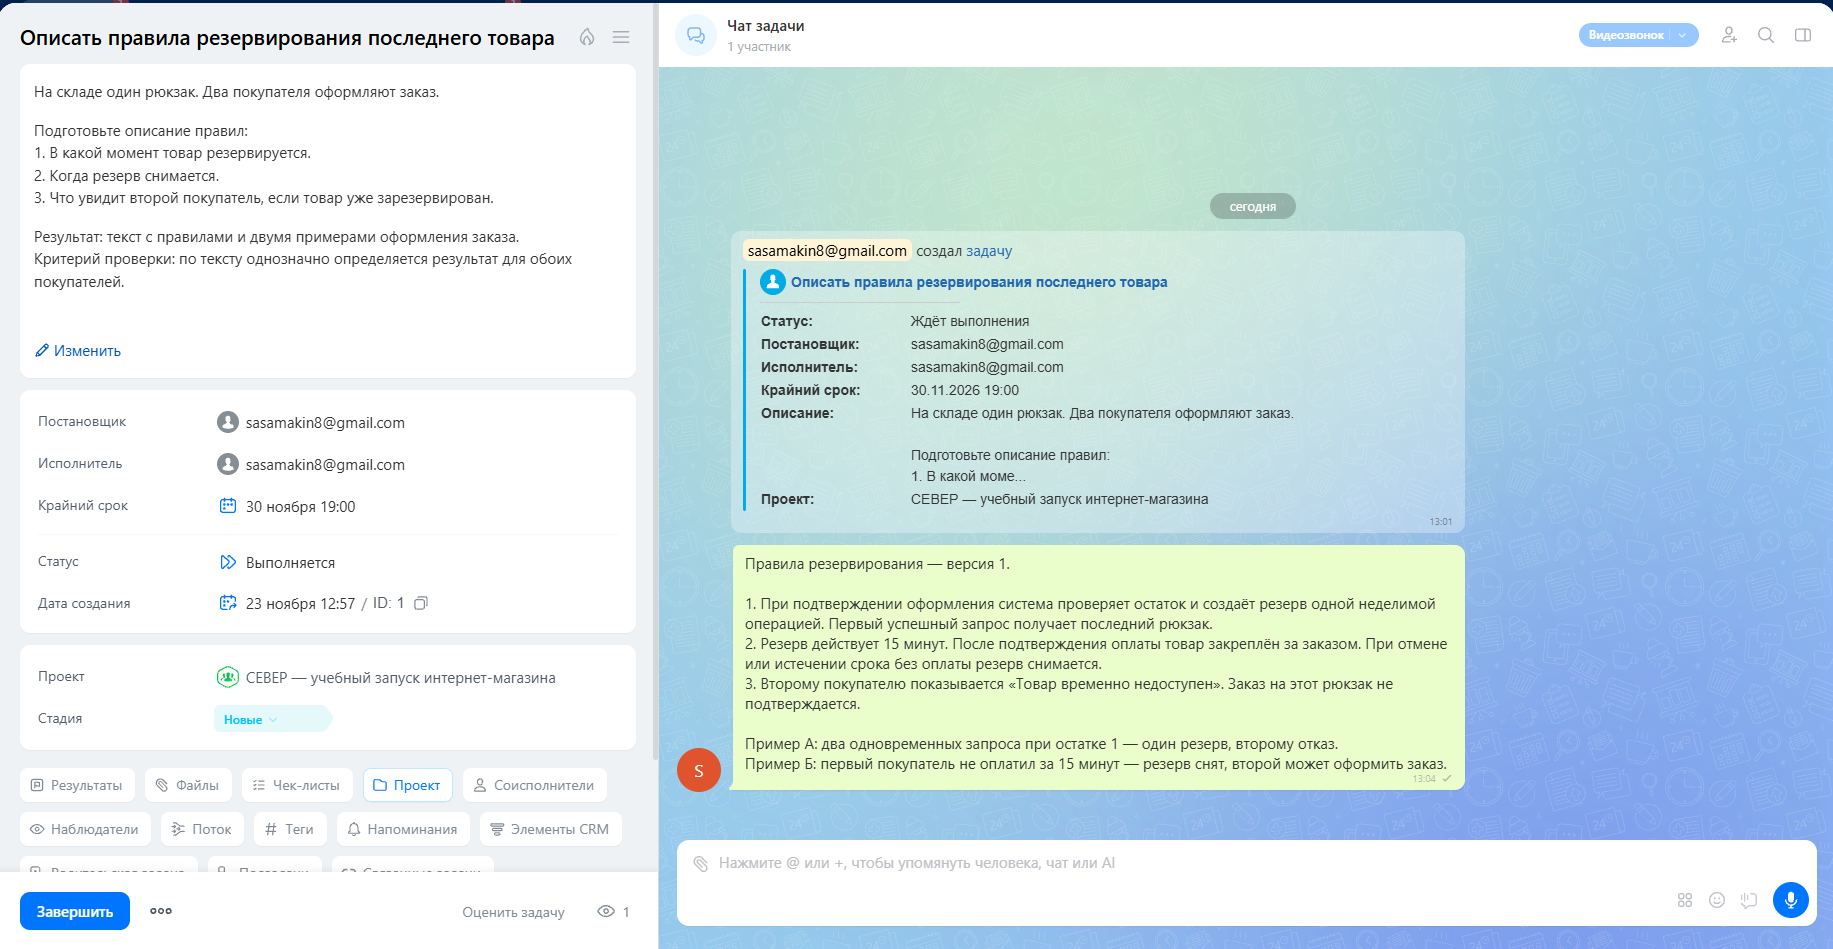 Описать правила резервирования последнего товара
На складе один рюкзак. Два покупателя оформляют заказ.
Подготовьте описание правил:
1. В какой момент товар резервируется.
2. Когда резерв снимается.
3. Что увидит второй покупатель, если товар уже зарезервирован.
Результат: текст с правилами и двумя примерами оформления заказа.
Критерий проверки: по тексту однозначно определяется результат для обоих
покупателей.
Изменить
Постановщик
sasamakin8@gmail.com
Исполнитель
sasamakin8@gmail.com
Крайний срок
30 ноября 19:00
Статус
Выполняется
Дата создания
23 ноября 12:57 / ID: 1
Проект
СЕВЕР — учебный запуск интернет-магазина
Стадия
Новые
Результаты
Файлы
Чек-листы
Проект
Соисполнители
Наблюдатели
Поток
Теги
Напоминания
Элементы CRM
Завершить
Оценить задачу
1
Чат задачи
1 участник
Видеозвонок
сегодня
sasamakin8@gmail.com создал задачу
Описать правила резервирования последнего товара
Статус: Ждёт выполнения
Постановщик: sasamakin8@gmail.com
Исполнитель: sasamakin8@gmail.com
Крайний срок: 30.11.2026 19:00
Описание: На складе один рюкзак. Два покупателя оформляют заказ.
Подготовьте описание правил:
1. В какой моме...
Проект: СЕВЕР — учебный запуск интернет-магазина
13:01
Правила резервирования — версия 1.
1. При подтверждении оформления система проверяет остаток и создаёт резерв одной неделимой
операцией. Первый успешный запрос получает последний рюкзак.
2. Резерв действует 15 минут. После подтверждения оплаты товар закреплён за заказом. При отмене
или истечении срока без оплаты резерв снимается.
3. Второму покупателю показывается «Товар временно недоступен». Заказ на этот рюкзак не
подтверждается.
Пример А: два одновременных запроса при остатке 1 — один резерв, второму отказ.
Пример Б: первый покупатель не оплатил за 15 минут — резерв снят, второй может оформить заказ.
13:04
S
Нажмите @ или +, чтобы упомянуть человека, чат или AI